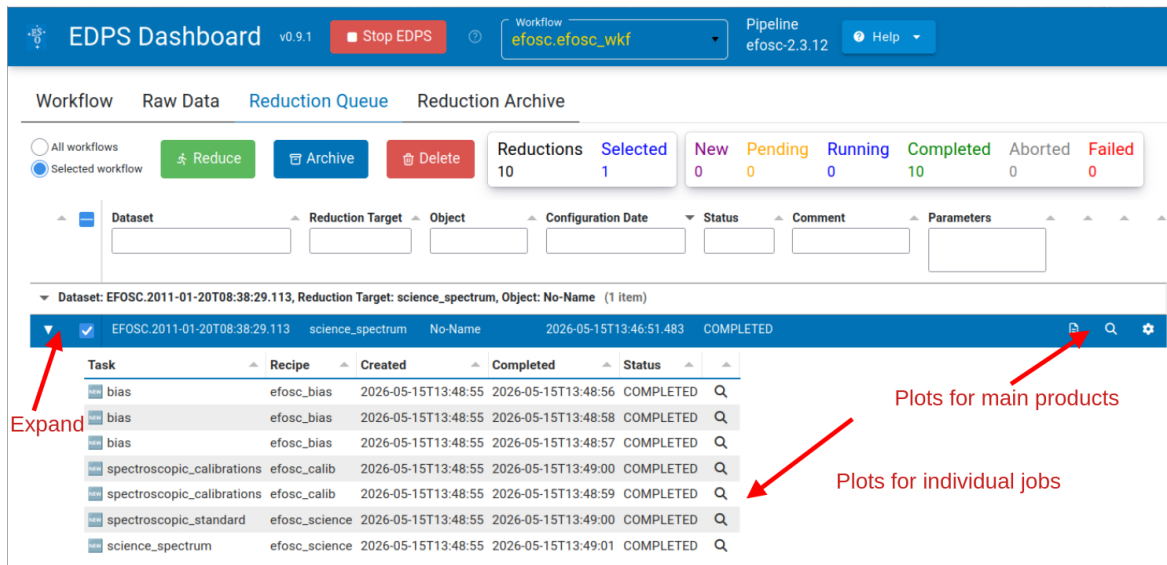 EDPS Dashboard v0.9.1 Stop EDPS Workflow efosc.efosc_wkf Pipeline efosc-2.3.12 Help
Workflow Raw Data Reduction Queue Reduction Archive
All workflows
Selected workflow
Reduce Archive Delete
Reductions Selected New Pending Running Completed Aborted Failed
10 1 0 0 0 10 0 0
Dataset Reduction Target Object Configuration Date Status Comment Parameters
Dataset: EFOSC.2011-01-20T08:38:29.113, Reduction Target: science_spectrum, Object: No-Name (1 item)
EFOSC.2011-01-20T08:38:29.113 science_spectrum No-Name 2026-05-15T13:46:51.483 COMPLETED
Task Recipe Created Completed Status
NEW bias efosc_bias 2026-05-15T13:48:55 2026-05-15T13:48:56 COMPLETED
NEW bias efosc_bias 2026-05-15T13:48:55 2026-05-15T13:48:58 COMPLETED
NEW bias efosc_bias 2026-05-15T13:48:55 2026-05-15T13:48:57 COMPLETED
NEW spectroscopic_calibrations efosc_calib 2026-05-15T13:48:55 2026-05-15T13:49:00 COMPLETED
NEW spectroscopic_calibrations efosc_calib 2026-05-15T13:48:55 2026-05-15T13:48:59 COMPLETED
NEW spectroscopic_standard efosc_science 2026-05-15T13:48:55 2026-05-15T13:49:00 COMPLETED
NEW science_spectrum efosc_science 2026-05-15T13:48:55 2026-05-15T13:49:01 COMPLETED
Expand
Plots for main products
Plots for individual jobs